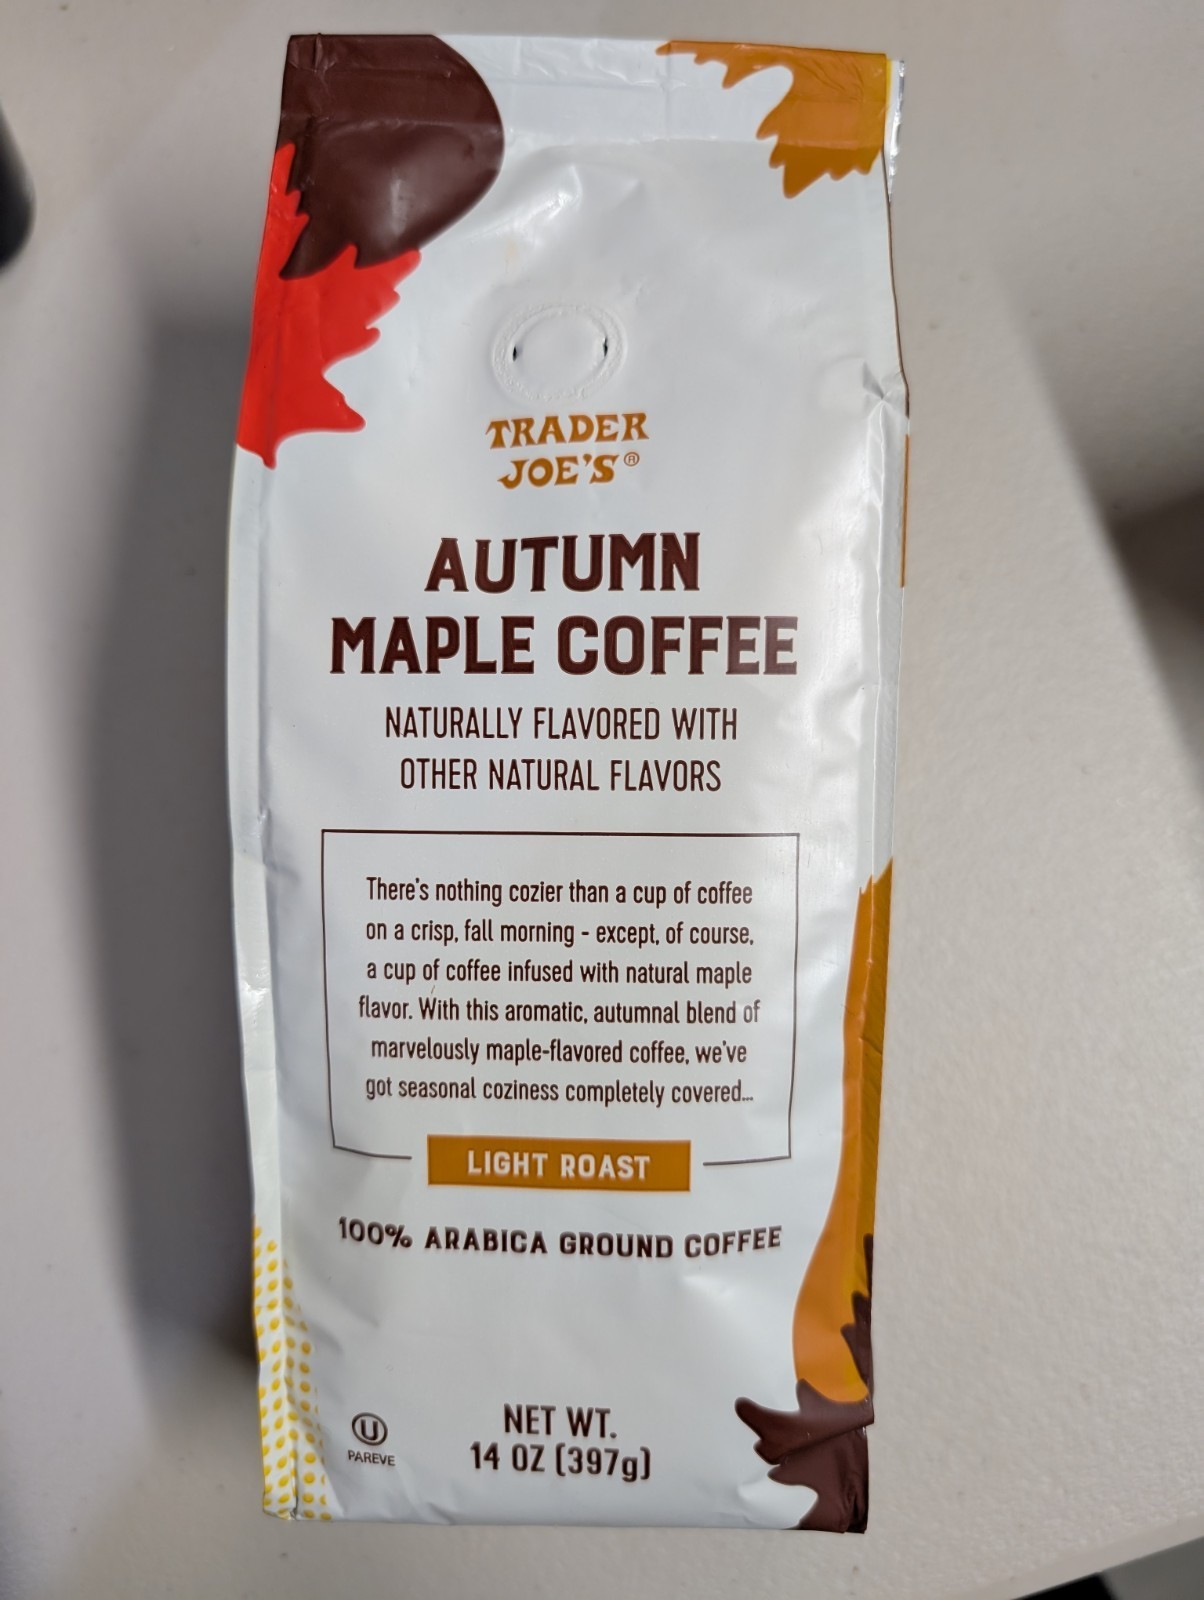 TRADER
JOE'S®
AUTUMN
MAPLE COFFEE
NATURALLY FLAVORED WITH
OTHER NATURAL FLAVORS
There's nothing cozier than a cup of coffee
on a crisp, fall morning - except, of course,
a cup of coffee infused with natural maple
flavor. With this aromatic, autumnal blend of
marvelously maple-flavored coffee, we've
got seasonal coziness completely covered...
LIGHT ROAST
100% ARABICA GROUND COFFEE
U
PAREVE
NET WT.
14 OZ (397g)